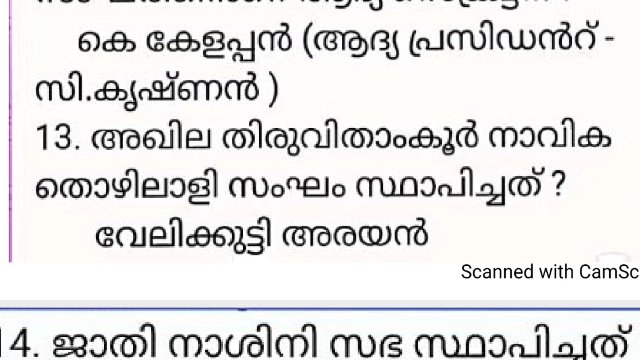 കെ കേളപ്പൻ (ആദ്യ പ്രസിഡൻറ് -
സി.കൃഷ്ണൻ )
13. അഖില തിരുവിതാംകൂർ നാവിക
തൊഴിലാളി സംഘം സ്ഥാപിച്ചത് ?
വേലിക്കുട്ടി അരയൻ
Scanned with CamSc
14. ജാതി നാശിനി സഭ സ്ഥാപിച്ചത്